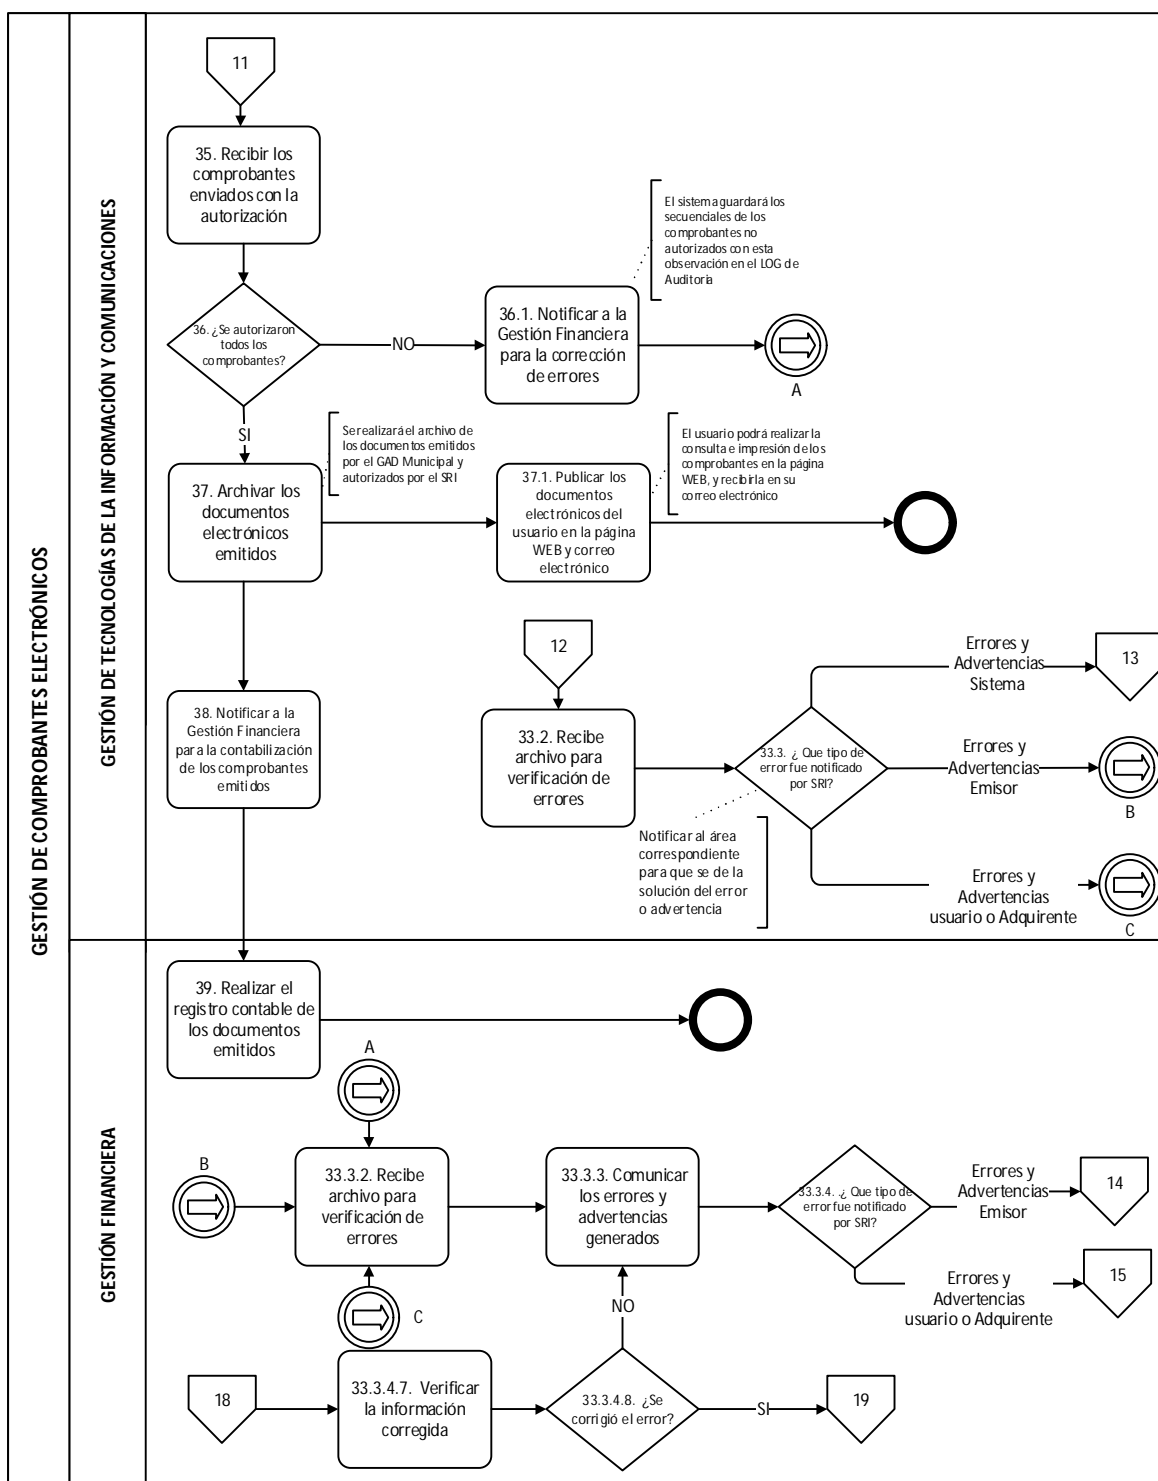 GESTIÓN DE COMPROBANTES ELECTRÓNICOS
GESTIÓN DE TECNOLOGÍAS DE LA INFORMACIÓN Y COMUNICACIONES
11
35. Recibir los
comprobantes
enviados con la
autorización
El sistema guardará los
secuenciales de los
comprobantes no
autorizados con esta
observación en el LOG de
Auditoría
36. ¿Se autorizaron
todos los
comprobantes?
NO
36.1. Notificar a la
Gestión Financiera
para la corrección
de errores
A
SI
Se realizará el archivo de
los documentos emitidos
por el GAD Municipal y
autorizados por el SRI
El usuario podrá realizar la
consulta e impresión de los
comprobantes en la página
WEB, y recibirla en su
correo electrónico
37. Archivar los
documentos
electrónicos
emitidos
37.1. Publicar los
documentos
electrónicos del
usuario en la página
WEB y correo
electrónico
12
Errores y
Advertencias
Sistema
13
38. Notificar a la
Gestión Financiera
para la contabilización
de los comprobantes
emitidos
33.2. Recibe
archivo para
verificación de
errores
33.3. ¿ Que tipo de
error fue notificado
por SRI?
Errores y
Advertencias
Emisor
B
Notificar al área
correspondiente
para que se de la
solución del error
o advertencia
Errores y
Advertencias
usuario o Adquirente
C
GESTIÓN FINANCIERA
39. Realizar el
registro contable de
los documentos
emitidos
A
B
33.3.2. Recibe
archivo para
verificación de
errores
33.3.3. Comunicar
los errores y
advertencias
generados
33.3.4. .¿ Que tipo de
error fue notificado
por SRI?
Errores y
Advertencias
Emisor
14
C
NO
Errores y
Advertencias
usuario o Adquirente
15
18
33.3.4.7. Verificar
la información
corregida
33.3.4.8. ¿Se
corrigió el error?
SI
19